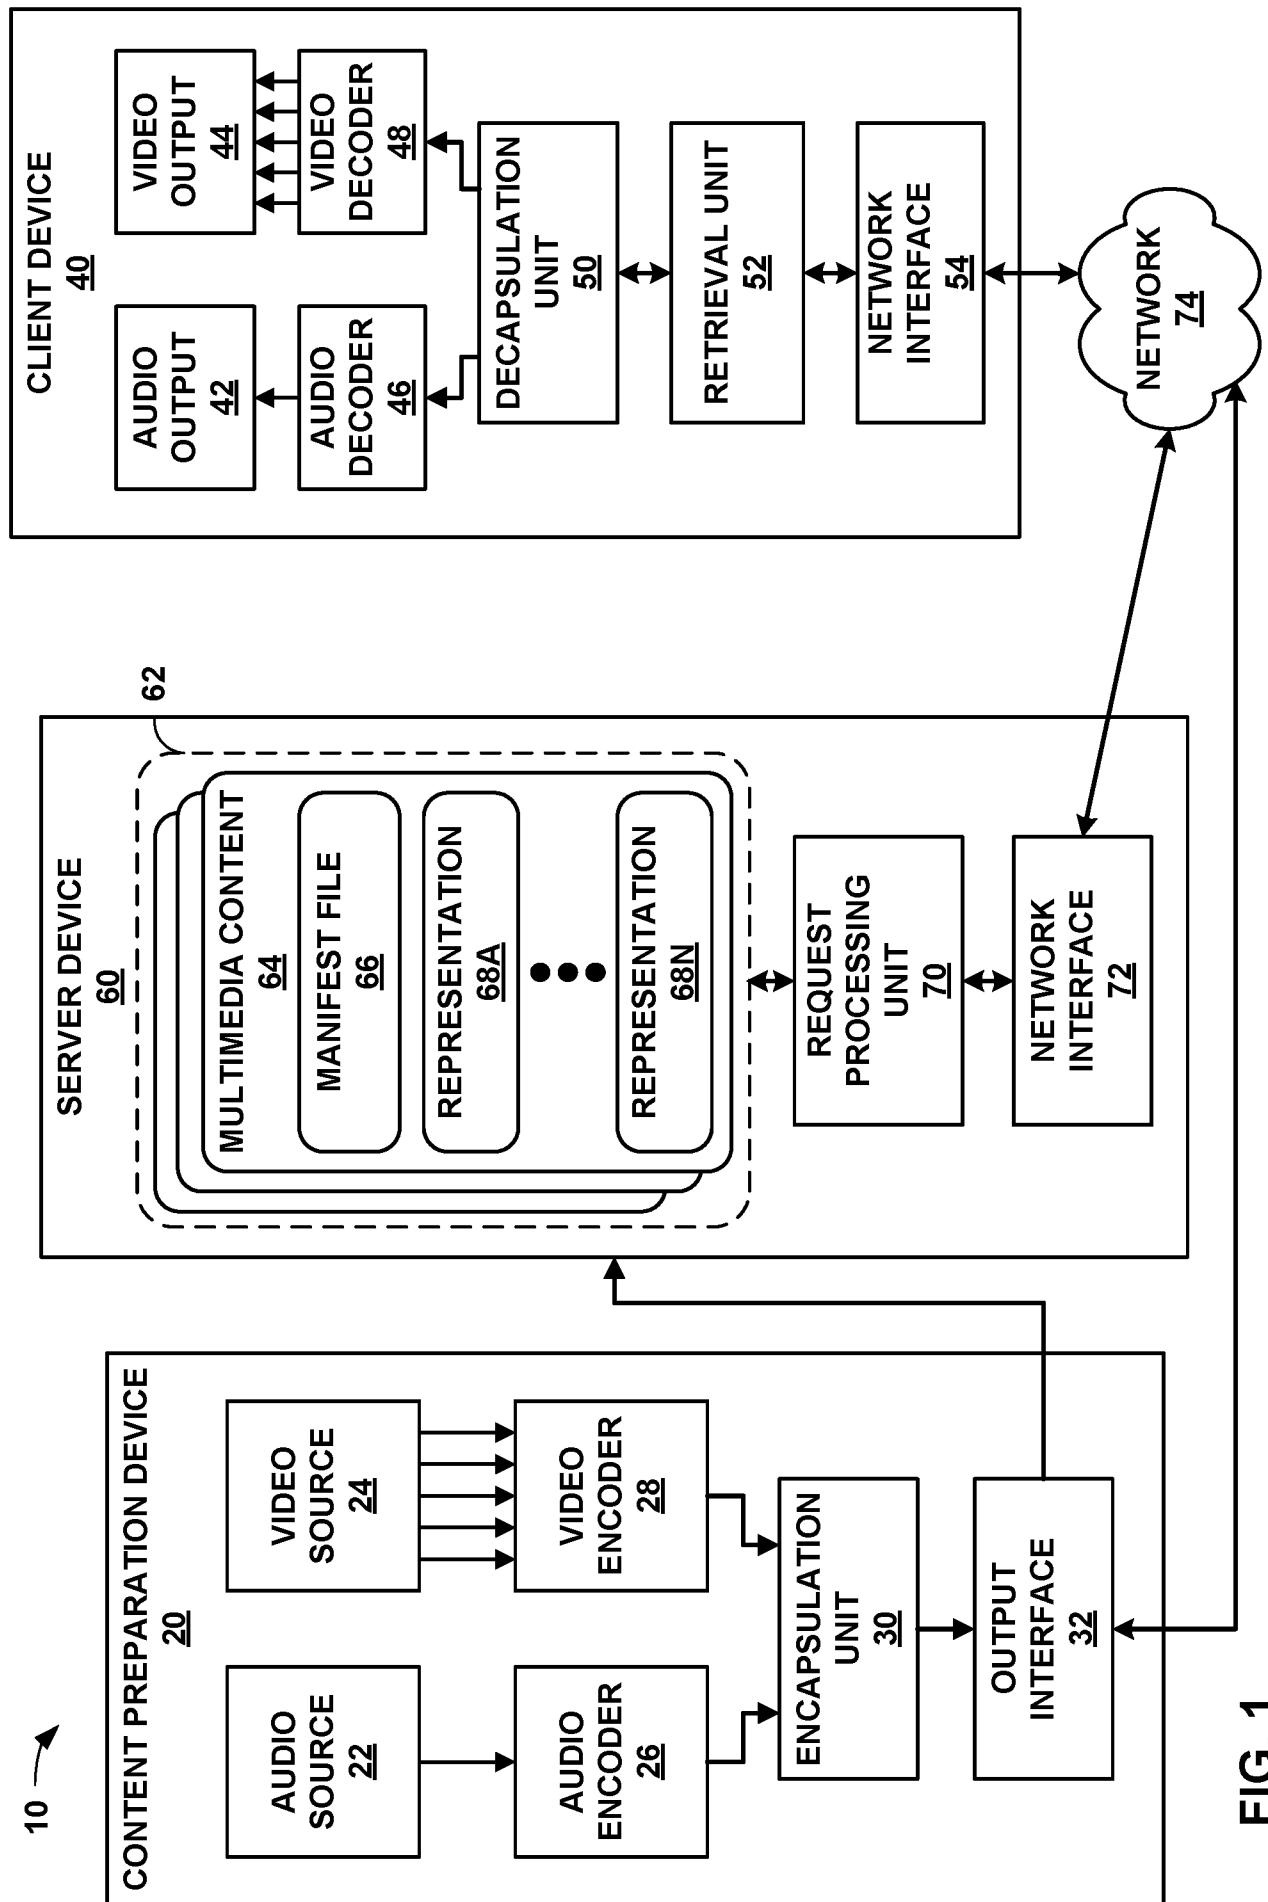 10
CONTENT PREPARATION DEVICE
20
AUDIO
SOURCE
22
VIDEO
SOURCE
24
AUDIO
ENCODER
26
VIDEO
ENCODER
28
ENCAPSULATION
UNIT
30
OUTPUT
INTERFACE
32
SERVER DEVICE
60
62
MULTIMEDIA CONTENT
64
MANIFEST FILE
66
REPRESENTATION
68A
REPRESENTATION
68N
REQUEST
PROCESSING
UNIT
70
NETWORK
INTERFACE
72
CLIENT DEVICE
40
AUDIO
OUTPUT
42
VIDEO
OUTPUT
44
AUDIO
DECODER
46
VIDEO
DECODER
48
DECAPSULATION
UNIT
50
RETRIEVAL UNIT
52
NETWORK
INTERFACE
54
NETWORK
74
FIG. 1